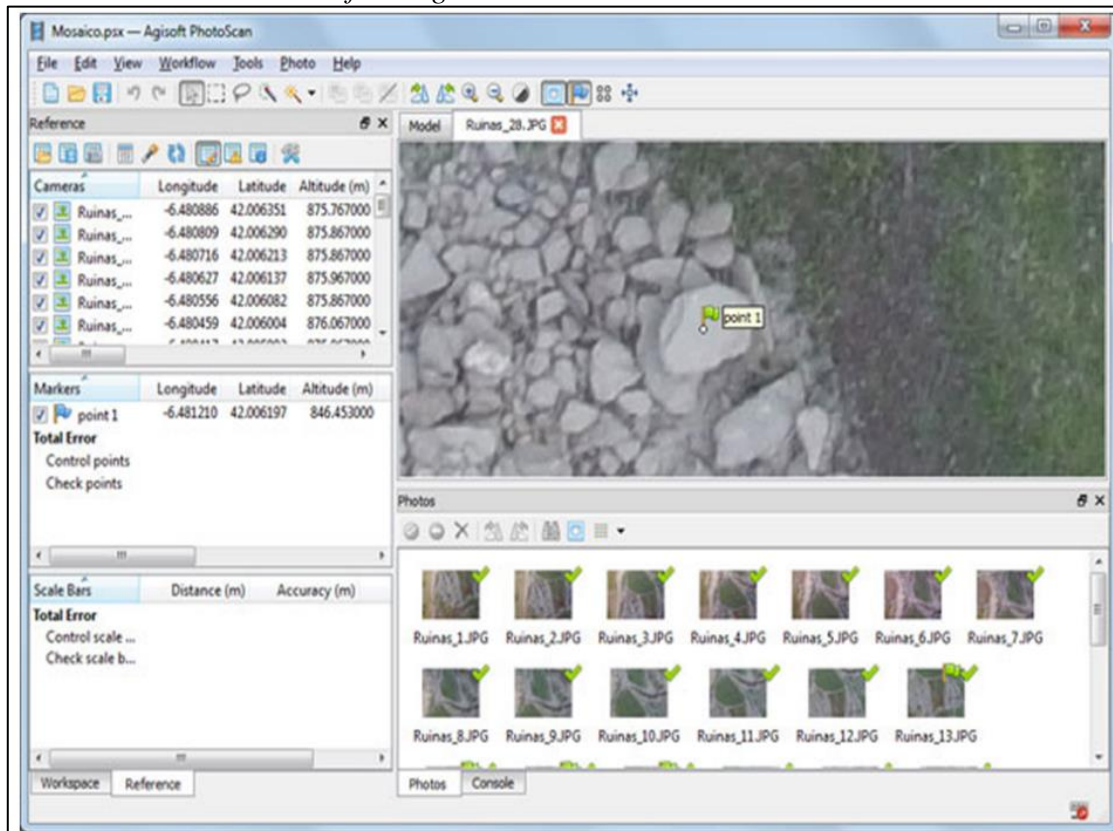 Mosaico.psx — Agisoft PhotoScan
File Edit View Workflow Tools Photo Help
Reference
Model Ruinas_28.JPG
Cameras Longitude Latitude Altitude (m)
Ruinas_... -6.480886 42.006351 875.767000
Ruinas_... -6.480809 42.006290 875.867000
Ruinas_... -6.480716 42.006213 875.867000
Ruinas_... -6.480627 42.006137 875.967000
Ruinas_... -6.480556 42.006082 875.867000
Ruinas_... -6.480459 42.006004 876.067000
point 1
Markers Longitude Latitude Altitude (m)
point 1 -6.481210 42.006197 846.453000
Total Error
Control points
Check points
Scale Bars Distance (m) Accuracy (m)
Total Error
Control scale ...
Check scale b...
Workspace Reference
Photos
Ruinas_1.JPG Ruinas_2.JPG Ruinas_3.JPG Ruinas_4.JPG Ruinas_5.JPG Ruinas_6.JPG Ruinas_7.JPG
Ruinas_8.JPG Ruinas_9.JPG Ruinas_10.JPG Ruinas_11.JPG Ruinas_12.JPG Ruinas_13.JPG
Photos Console